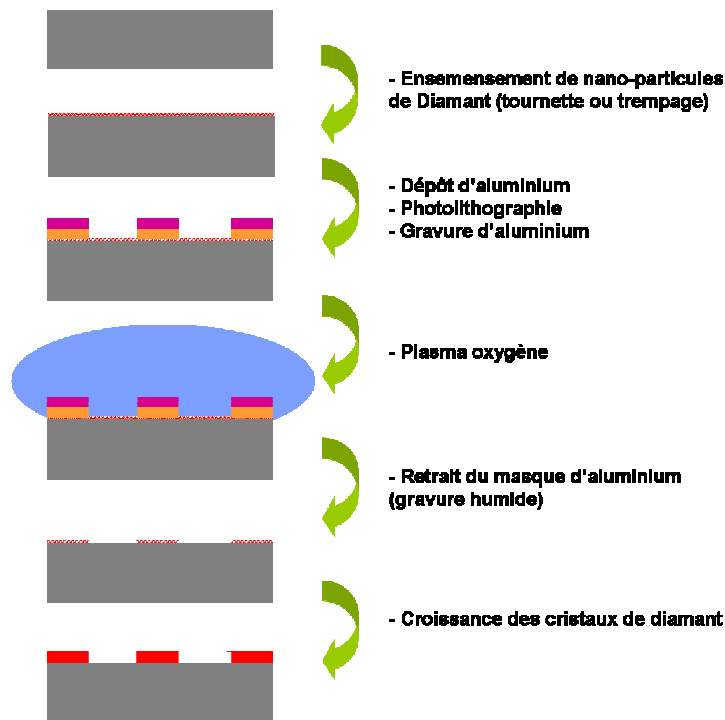 - Ensemensement de nano-particules
de Diamant (tournette ou trempage)
- Dépôt d'aluminium
- Photolithographie
- Gravure d'aluminium
- Plasma oxygène
- Retrait du masque d'aluminium
(gravure humide)
- Croissance des cristaux de diamant